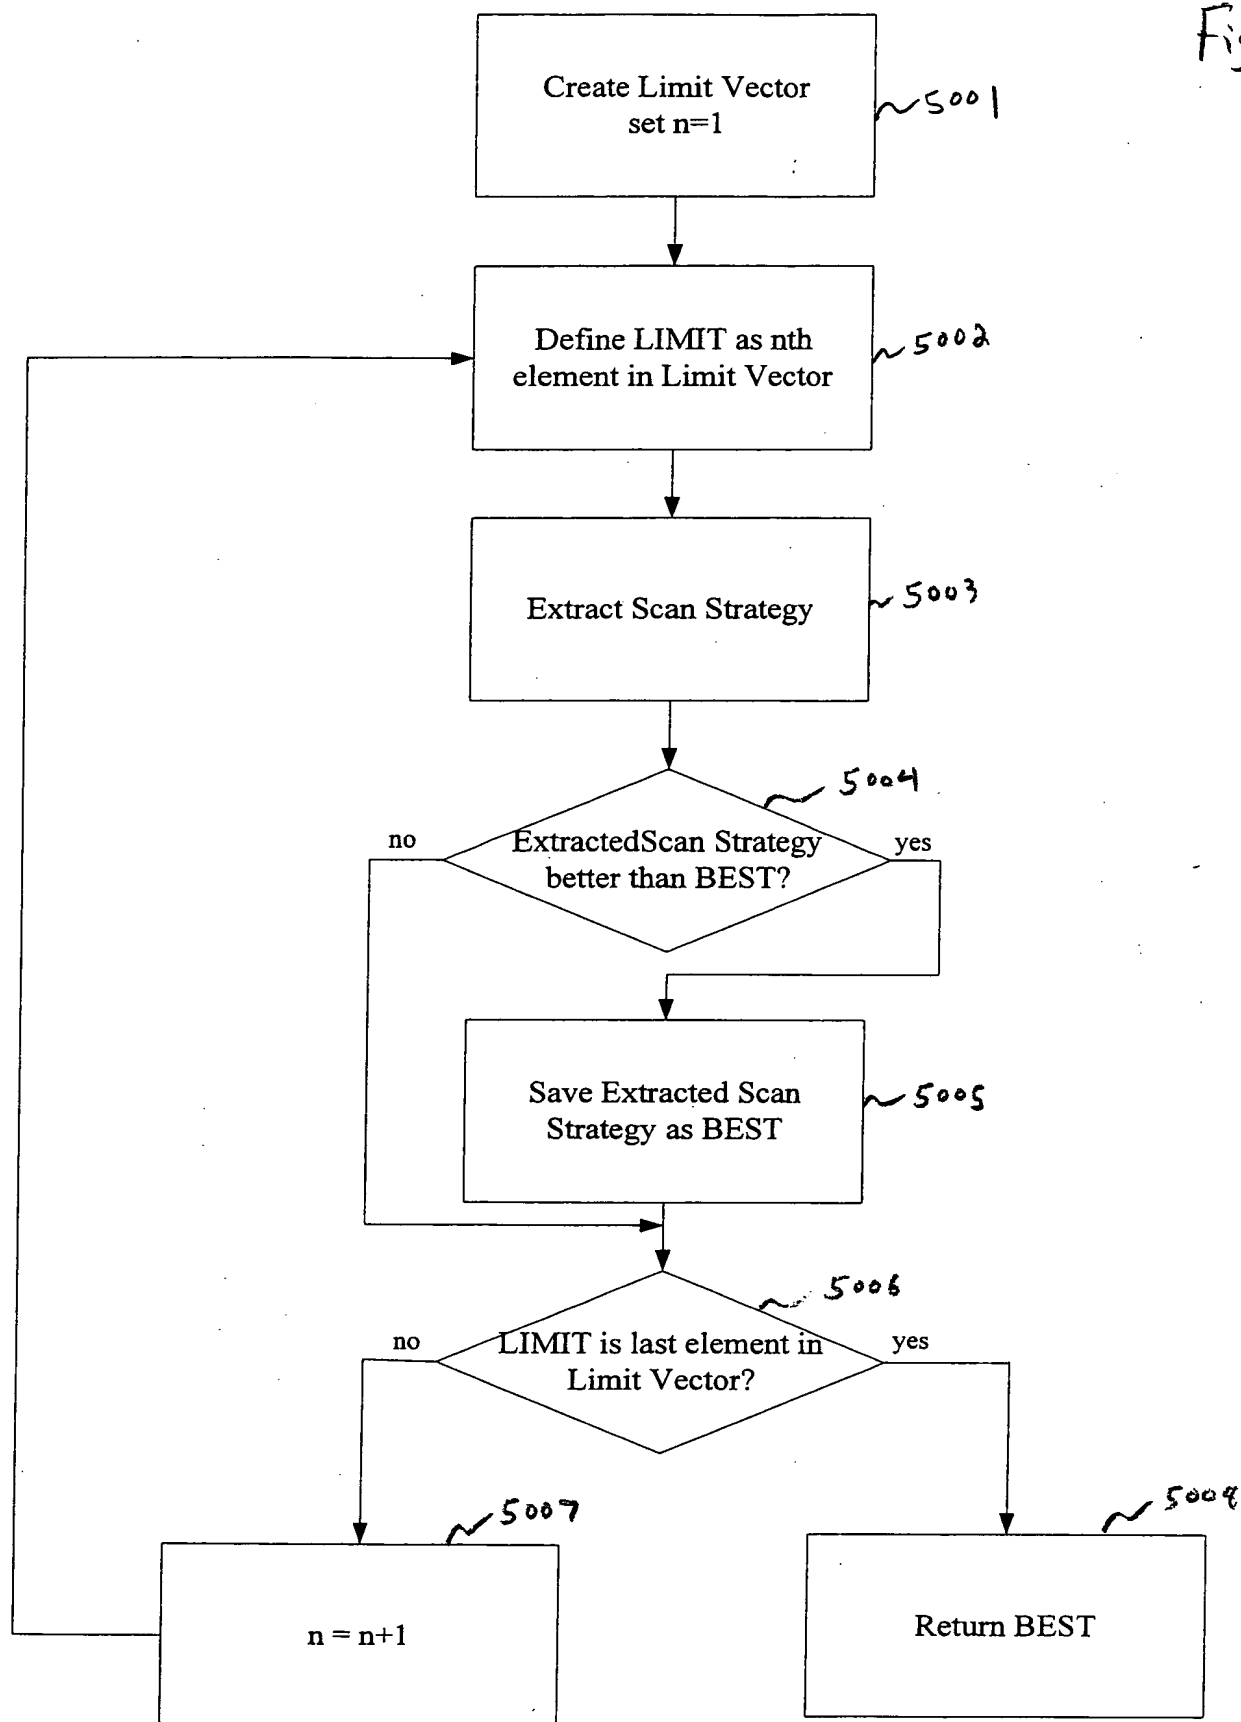 Create Limit Vector
set n=1
5001
Define LIMIT as nth
element in Limit Vector
5002
Extract Scan Strategy
5003
5004
no
ExtractedScan Strategy
better than BEST?
yes
Save Extracted Scan
Strategy as BEST
5005
5006
no
LIMIT is last element in
Limit Vector?
yes
5007
n = n+1
Return BEST